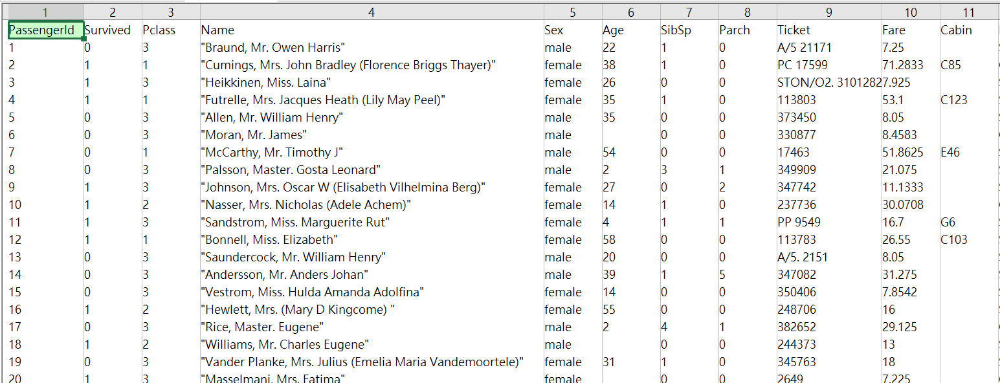 1 2 3 4 5 6 7 8 9 10 11
PassengerId Survived Pclass Name Sex Age SibSp Parch Ticket Fare Cabin
1 0 3 "Braund, Mr. Owen Harris" male 22 1 0 A/5 21171 7.25
2 1 1 "Cumings, Mrs. John Bradley (Florence Briggs Thayer)" female 38 1 0 PC 17599 71.2833 C85
3 1 3 "Heikkinen, Miss. Laina" female 26 0 0 STON/O2. 3101282 7.925
4 1 1 "Futrelle, Mrs. Jacques Heath (Lily May Peel)" female 35 1 0 113803 53.1 C123
5 0 3 "Allen, Mr. William Henry" male 35 0 0 373450 8.05
6 0 3 "Moran, Mr. James" male 0 0 330877 8.4583
7 0 1 "McCarthy, Mr. Timothy J" male 54 0 0 17463 51.8625 E46
8 0 3 "Palsson, Master. Gosta Leonard" male 2 3 1 349909 21.075
9 1 3 "Johnson, Mrs. Oscar W (Elisabeth Vilhelmina Berg)" female 27 0 2 347742 11.1333
10 1 2 "Nasser, Mrs. Nicholas (Adele Achem)" female 14 1 0 237736 30.0708
11 1 3 "Sandstrom, Miss. Marguerite Rut" female 4 1 1 PP 9549 16.7 G6
12 1 1 "Bonnell, Miss. Elizabeth" female 58 0 0 113783 26.55 C103
13 0 3 "Saundercock, Mr. William Henry" male 20 0 0 A/5. 2151 8.05
14 0 3 "Andersson, Mr. Anders Johan" male 39 1 5 347082 31.275
15 0 3 "Vestrom, Miss. Hulda Amanda Adolfina" female 14 0 0 350406 7.8542
16 1 2 "Hewlett, Mrs. (Mary D Kingcome) " female 55 0 0 248706 16
17 0 3 "Rice, Master. Eugene" male 2 4 1 382652 29.125
18 1 2 "Williams, Mr. Charles Eugene" male 0 0 244373 13
19 0 3 "Vander Planke, Mrs. Julius (Emelia Maria Vandemoortele)" female 31 1 0 345763 18
20 1 3 "Masselmani, Mrs. Fatima" female 0 0 2649 7.225